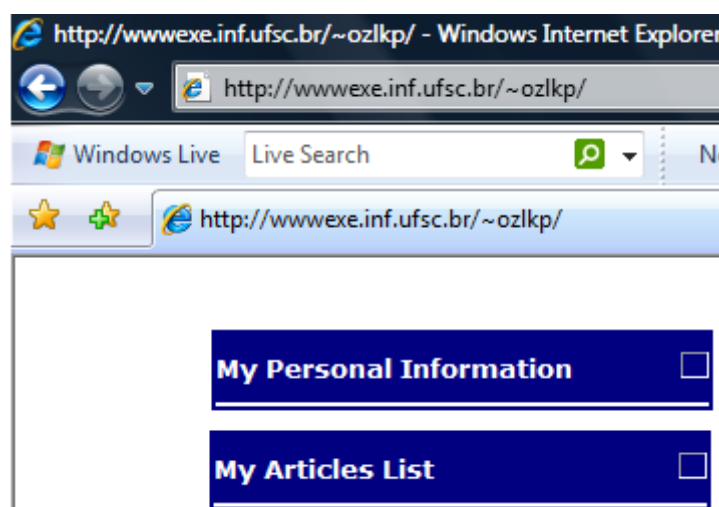 http://wwwexe.inf.ufsc.br/~ozlkp/ - Windows Internet Explorer
http://wwwexe.inf.ufsc.br/~ozlkp/
Windows Live Live Search
http://wwwexe.inf.ufsc.br/~ozlkp/
My Personal Information
My Articles List